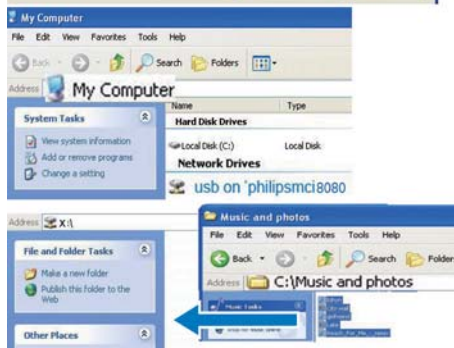 My Computer
File Edit View Favorites Tools Help
Back Search Folders
Address My Computer
Name Type
System Tasks
Hard Disk Drives
View system information
Local Disk (C:) Local Disk
Add or remove programs
Network Drives
Change a setting
usb on 'philipsmci8080
Address X:\
Music and photos
File Edit View Favorites Tools Help
File and Folder Tasks
Back Search Folder
Make a new folder
Address C:\Music and photos
Publish this folder to the
Web
Music Tasks
Other Places